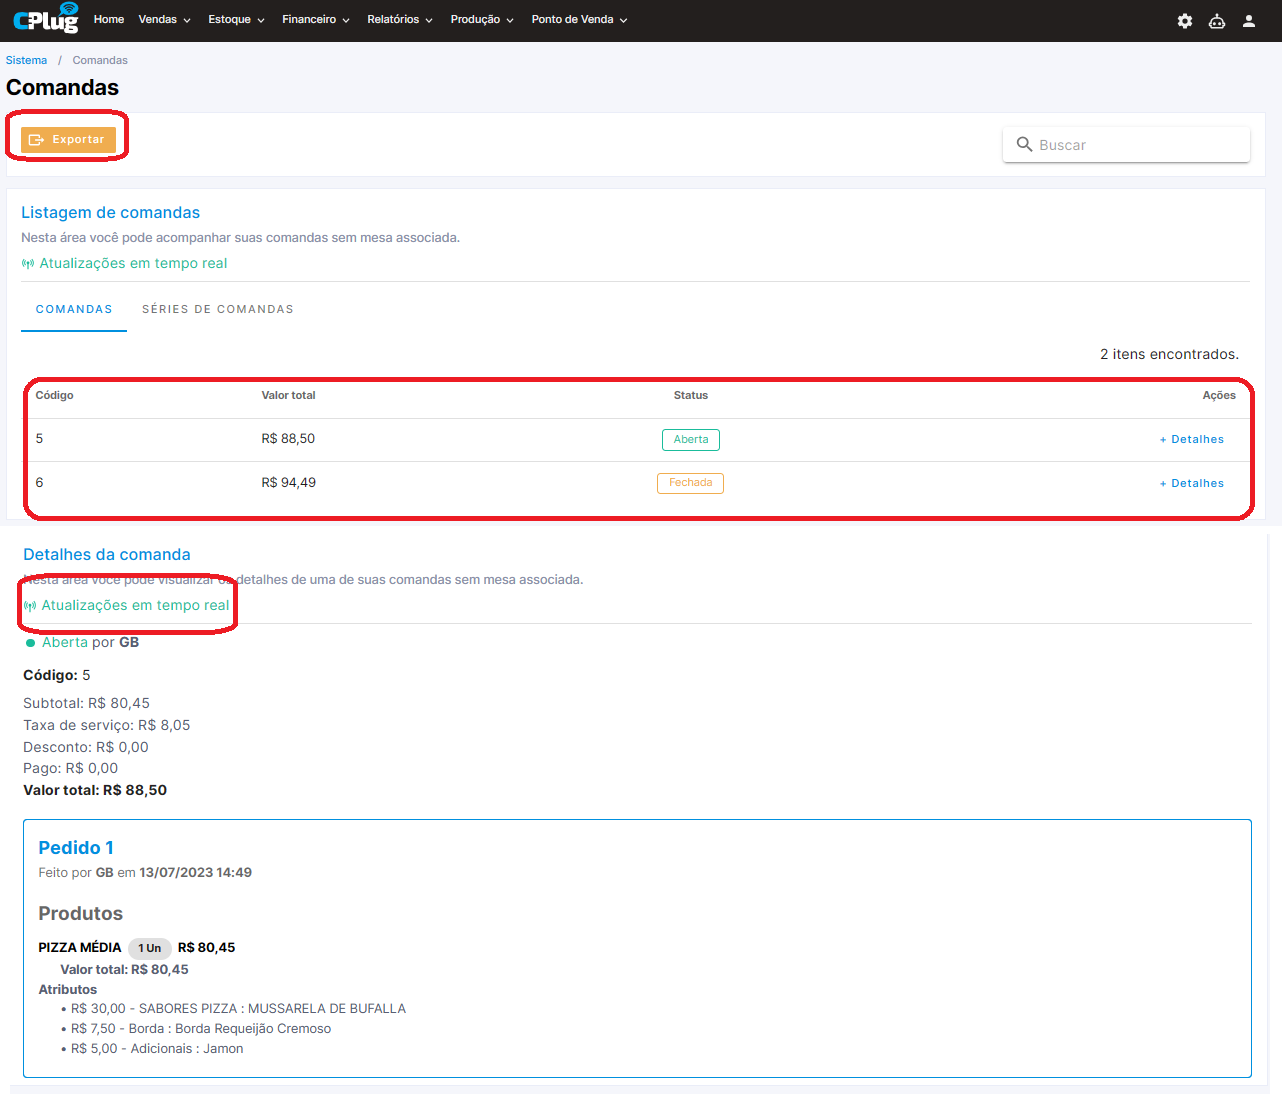 CPlug Home Vendas Estoque Financeiro Relatórios Produção Ponto de Venda
Sistema / Comandas
Comandas
Exportar
Buscar
Listagem de comandas
Nesta área você pode acompanhar suas comandas sem mesa associada.
Atualizações em tempo real
COMANDAS SÉRIES DE COMANDAS
2 itens encontrados.
Código Valor total Status Ações
5 R$ 88,50 Aberta + Detalhes
6 R$ 94,49 Fechada + Detalhes
Detalhes da comanda
Nesta área você pode visualizar os detalhes de uma de suas comandas sem mesa associada.
Atualizações em tempo real
Aberta por GB
Código: 5
Subtotal: R$ 80,45
Taxa de serviço: R$ 8,05
Desconto: R$ 0,00
Pago: R$ 0,00
Valor total: R$ 88,50
Pedido 1
Feito por GB em 13/07/2023 14:49
Produtos
PIZZA MÉDIA 1 Un R$ 80,45
Valor total: R$ 80,45
Atributos
• R$ 30,00 - SABORES PIZZA : MUSSARELA DE BUFALLA
• R$ 7,50 - Borda : Borda Requeijão Cremoso
• R$ 5,00 - Adicionais : Jamon